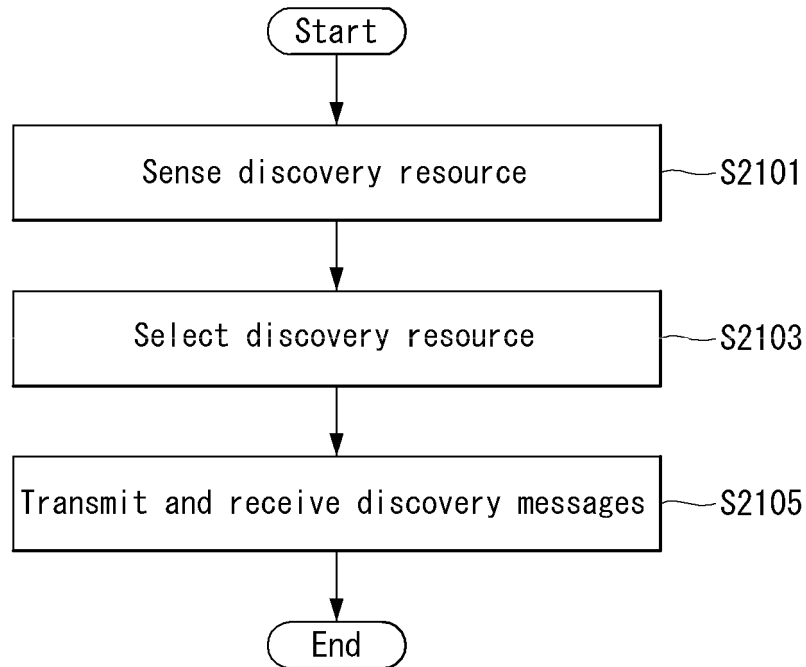 Start
Sense discovery resource
S2101
Select discovery resource
S2103
Transmit and receive discovery messages
S2105
End